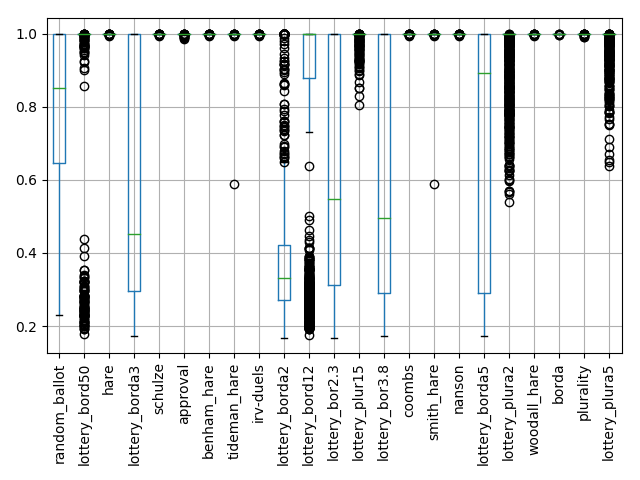 1.0
0.8
0.6
0.4
0.2
random_ballot
lottery_bord50
hare
lottery_borda3
schulze
approval
benham_hare
tideman_hare
irv-duels
lottery_borda2
lottery_bord12
lottery_bor2.3
lottery_plur15
lottery_bor3.8
coombs
smith_hare
nanson
lottery_borda5
lottery_plura2
woodall_hare
borda
plurality
lottery_plura5